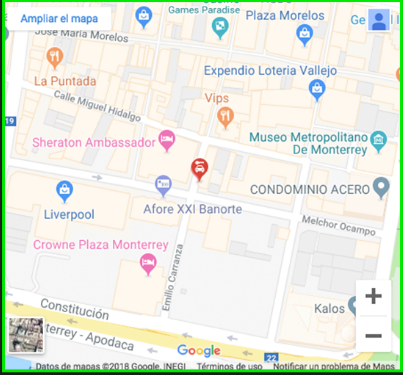 Ampliar el mapa
Games Paradise
Plaza Morelos
José María Morelos
La Puntada
Expendio Loteria Vallejo
Calle Miguel Hidalgo
Vips
19
Sheraton Ambassador
Museo Metropolitano
De Monterrey
CONDOMINIO ACERO
Afore XXI Banorte
Liverpool
Melchor Ocampo
Crowne Plaza Monterrey
Emilio Carranza
Constitución
Kalos
+
−
terrey - Apodaca
Google
22
Datos de mapas ©2018 Google, INEGI
Términos de uso
Notificar un problema de Maps